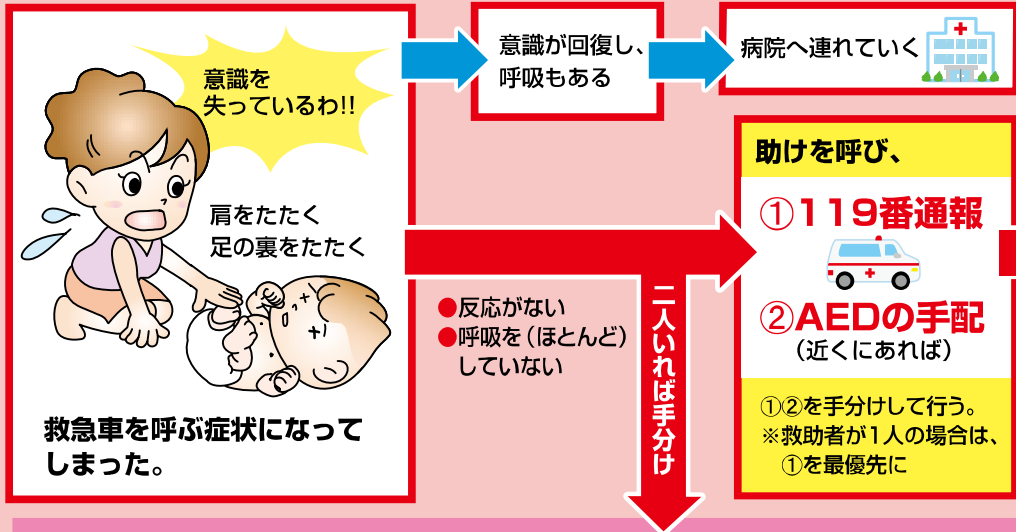 意識を
失っているわ!!
肩をたたく
足の裏をたたく
救急車を呼ぶ症状になって
しまった。
意識が回復し、
呼吸もある
病院へ連れていく
●反応がない
●呼吸を（ほとんど）
していない
二人いれば手分け
助けを呼び、
①119番通報
②AEDの手配
（近くにあれば）
①②を手分けして行う。
※救助者が1人の場合は、
①を最優先に